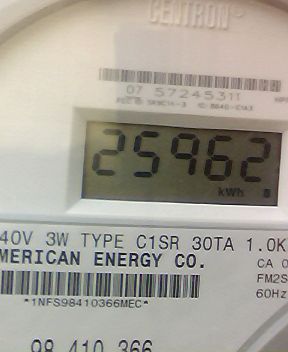 CENTRON®
07 57245311
25962
kWh
40V 3W TYPE C1SR 30TA 1.0K
MERICAN ENERGY CO.
CA 0
FM2S
60Hz
*1NFS98410366MEC*
98 410 366